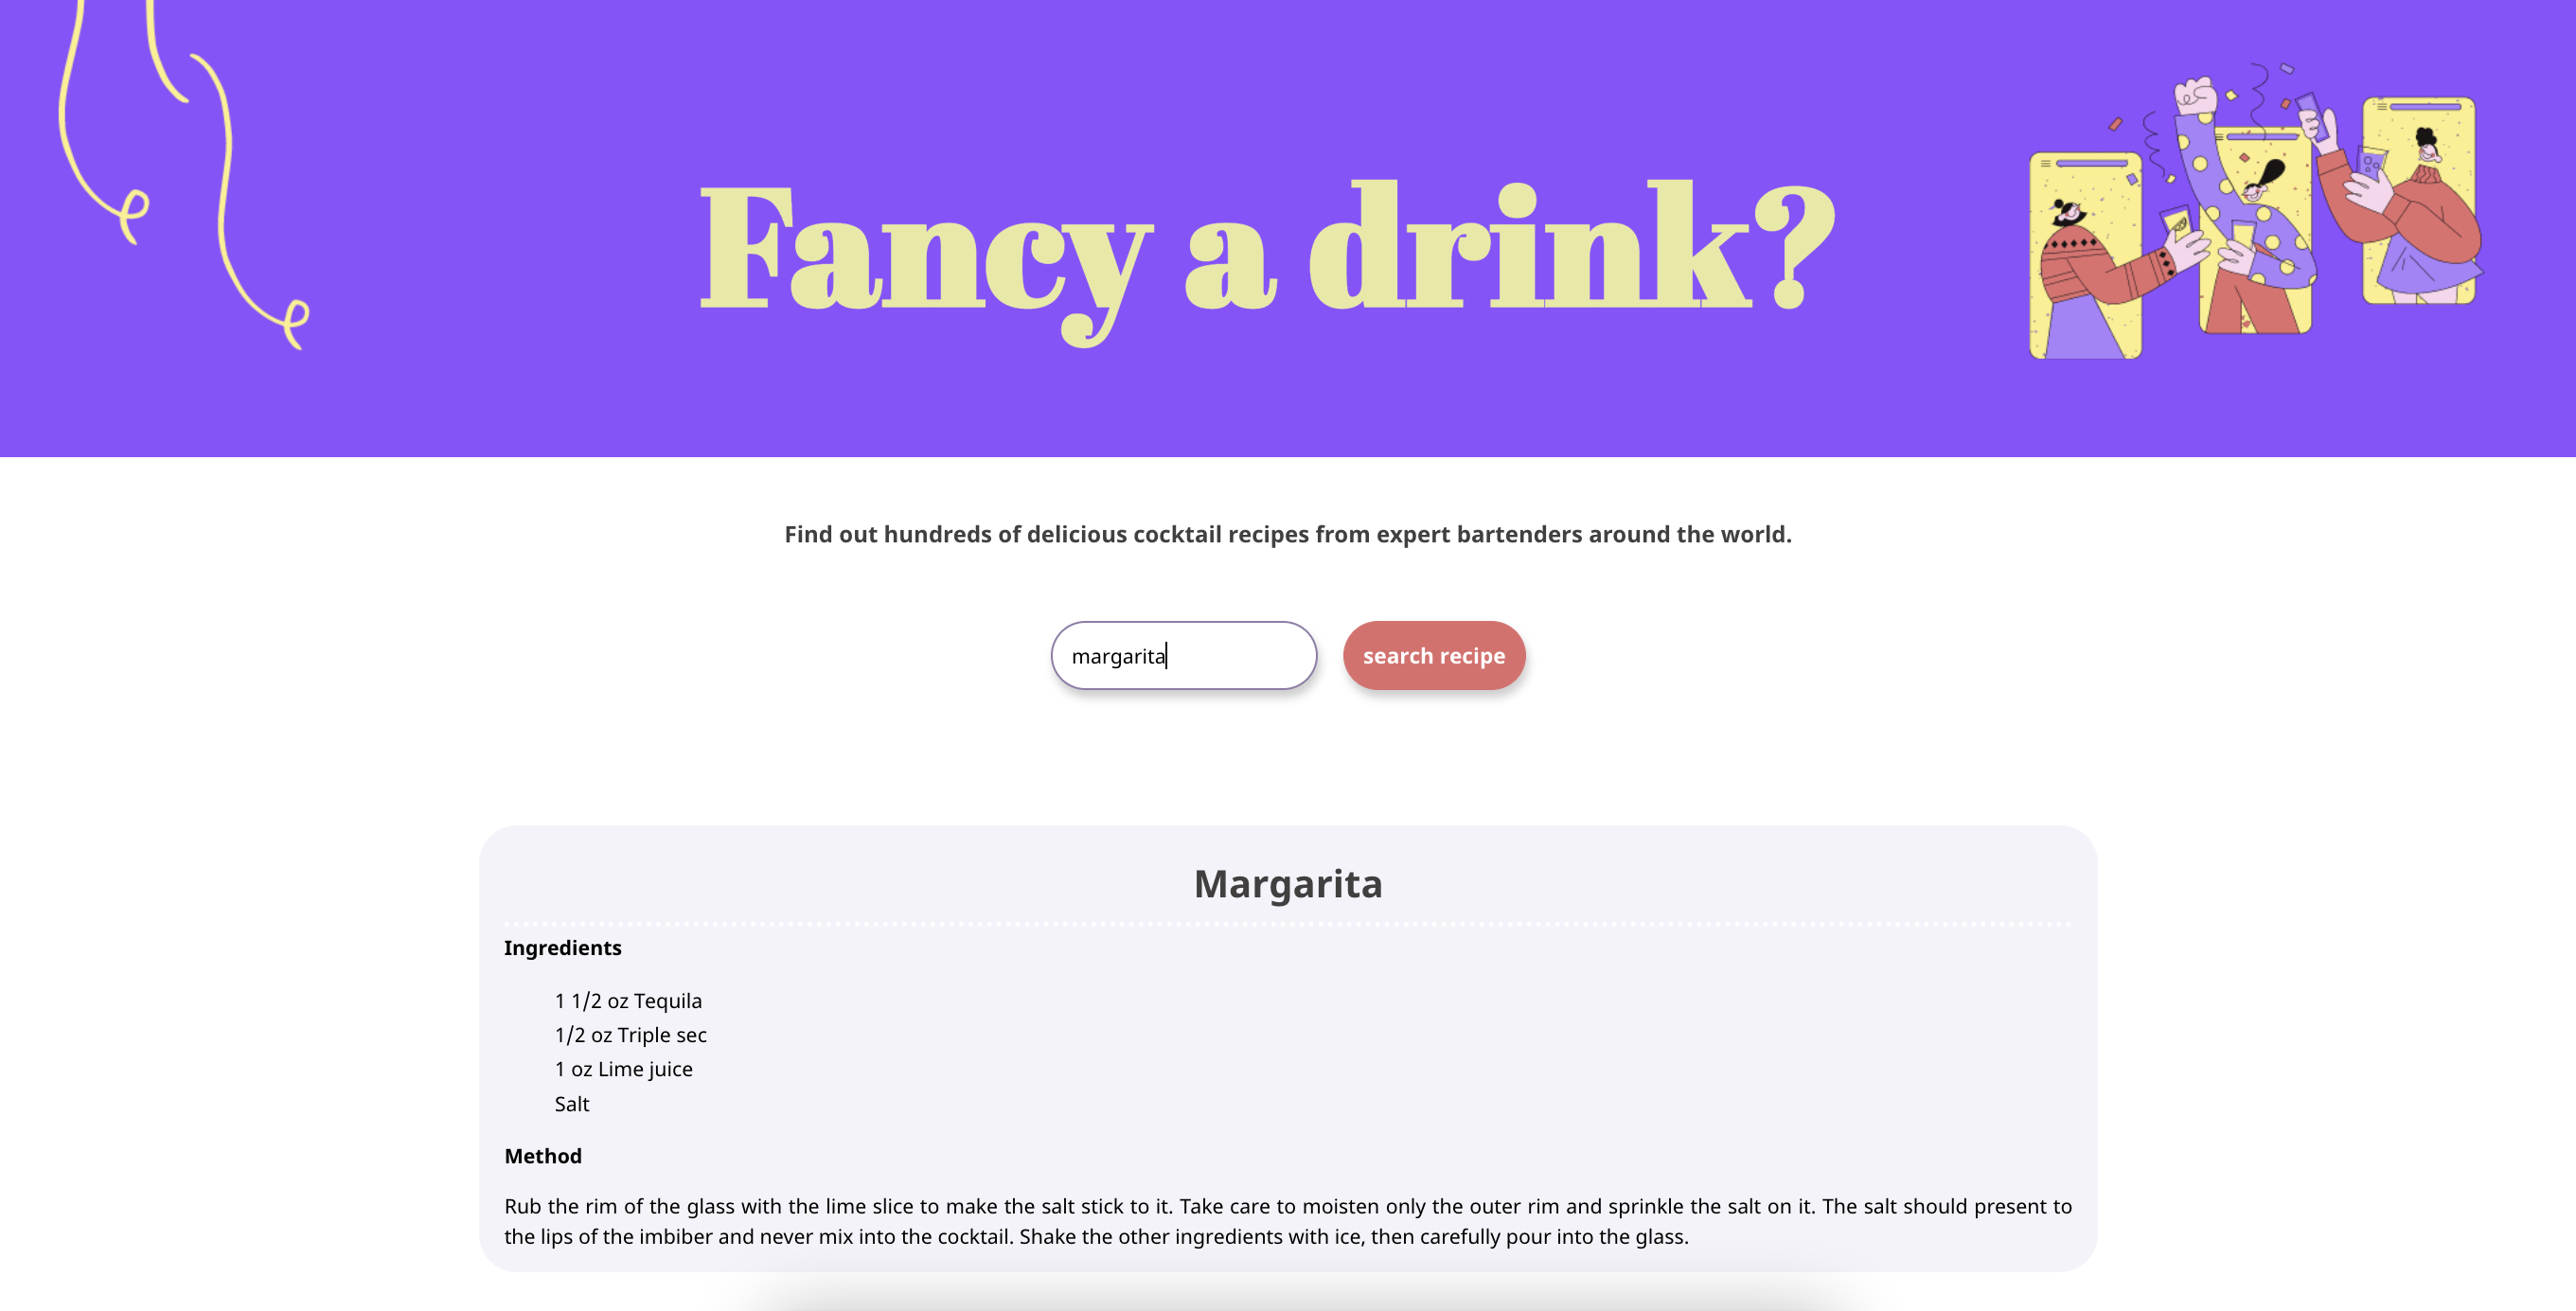 Fancy a drink?
Find out hundreds of delicious cocktail recipes from expert bartenders around the world.
margarita
search recipe
Margarita
Ingredients
1 1/2 oz Tequila
1/2 oz Triple sec
1 oz Lime juice
Salt
Method
Rub the rim of the glass with the lime slice to make the salt stick to it. Take care to moisten only the outer rim and sprinkle the salt on it. The salt should present to
the lips of the imbiber and never mix into the cocktail. Shake the other ingredients with ice, then carefully pour into the glass.